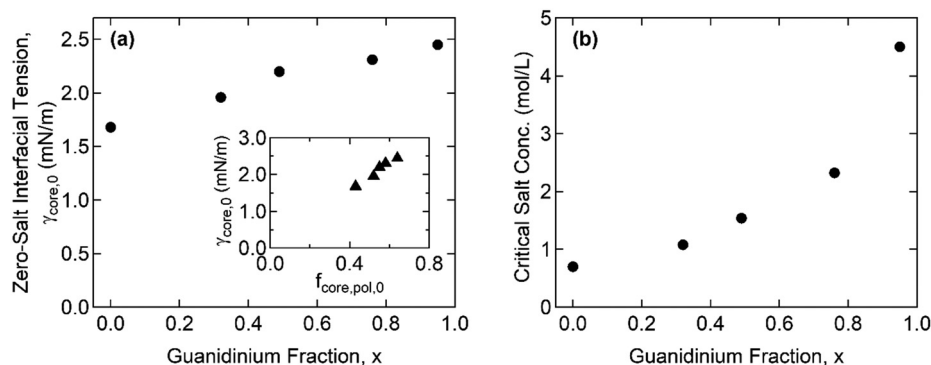 (a)
Zero-Salt Interfacial Tension,
γcore,0 (mN/m)
2.5
2.0
1.5
1.0
0.5
0.0
0.0 0.2 0.4 0.6 0.8 1.0
Guanidinium Fraction, x
γcore,0 (mN/m)
3.0
2.0
1.0
0.0
0.0 0.4 0.8
fcore,pol,0
(b)
Critical Salt Conc. (mol/L)
5
4
3
2
1
0
0.0 0.2 0.4 0.6 0.8 1.0
Guanidinium Fraction, x